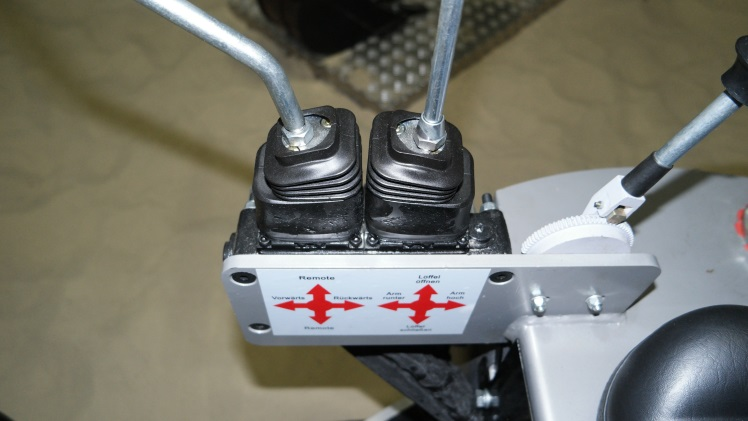 Remote
Vorwärts Rückwärts
Remote
Löffel
öffnen
Arm
runter
Arm
hoch
Löffel
schließen